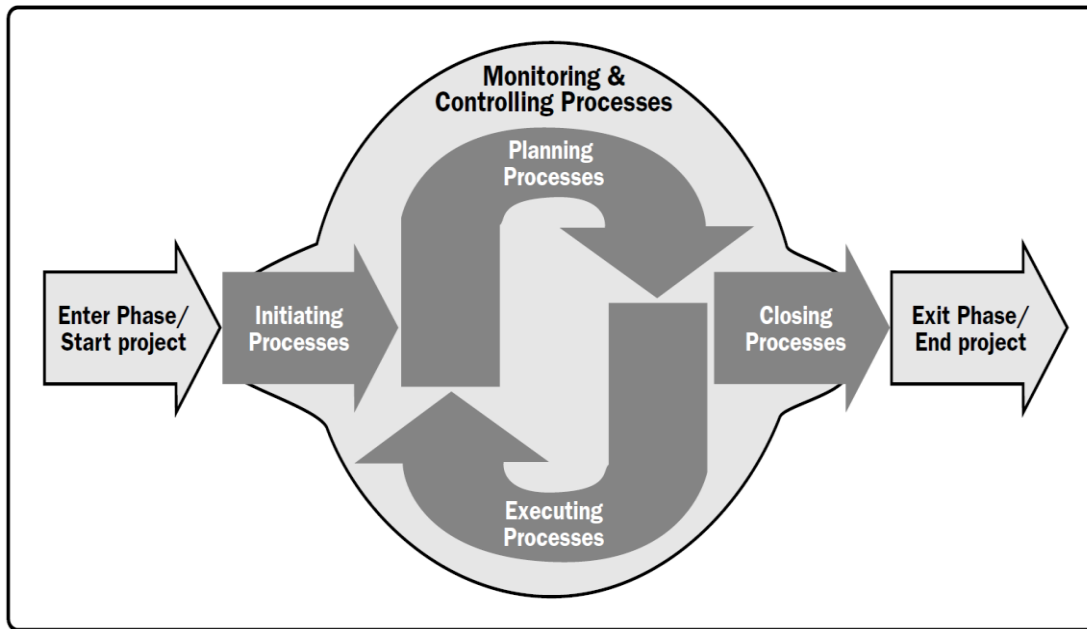 Monitoring &
Controlling Processes
Planning
Processes
Enter Phase/
Start project
Initiating
Processes
Closing
Processes
Exit Phase/
End project
Executing
Processes